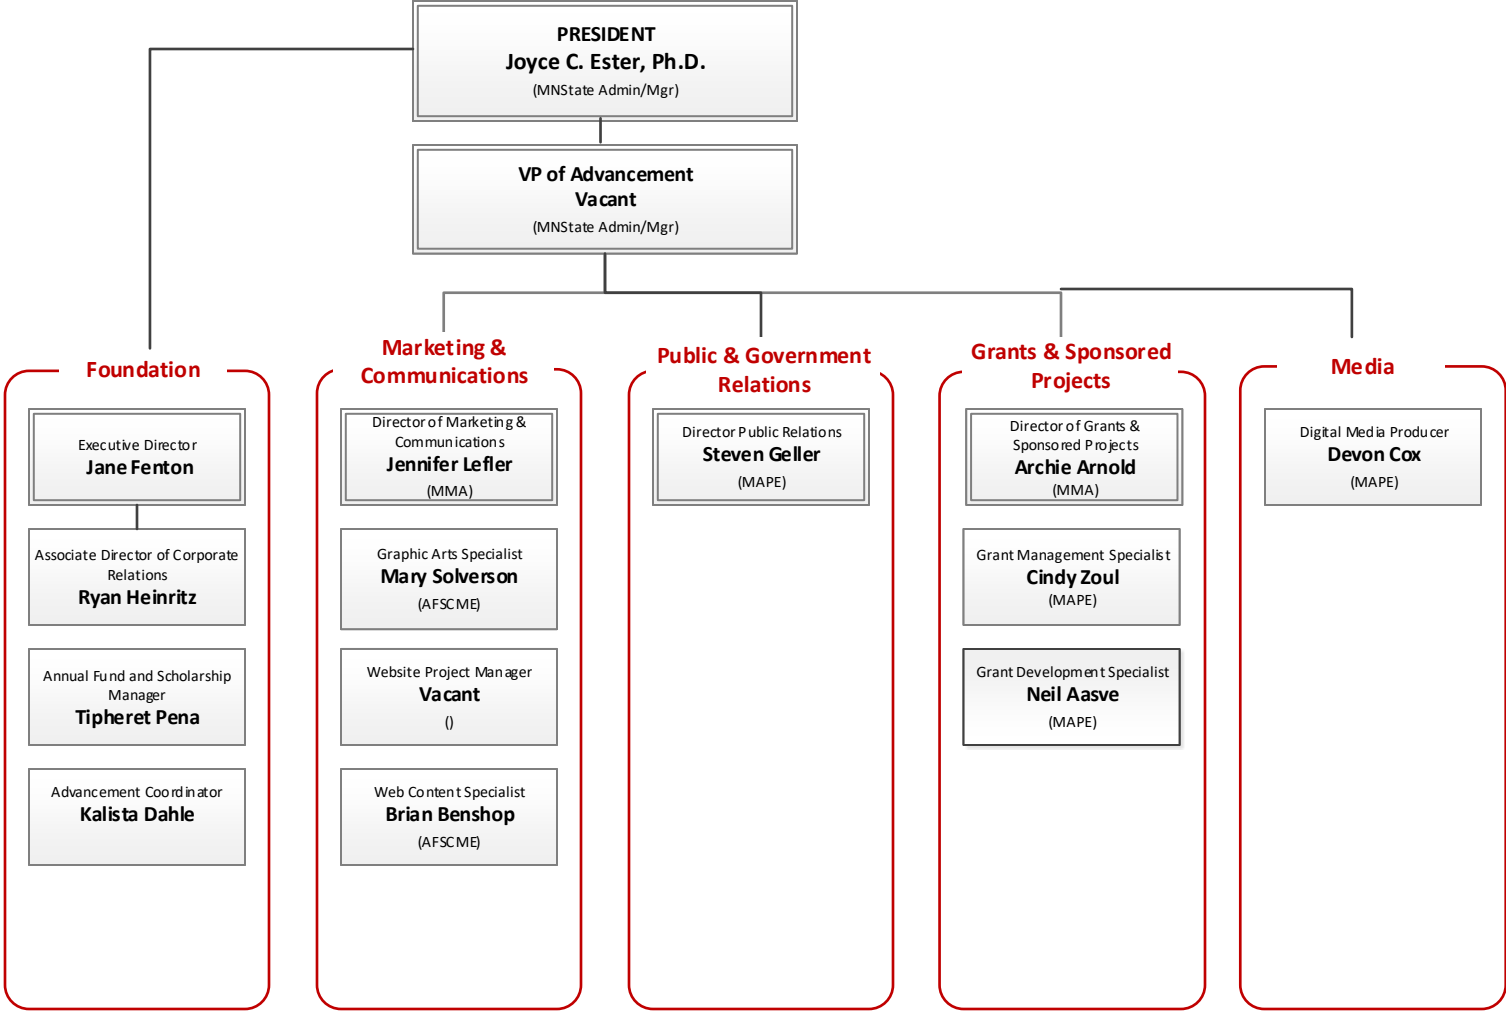 PRESIDENT
Joyce C. Ester, Ph.D.
(MNState Admin/Mgr)
VP of Advancement
Vacant
(MNState Admin/Mgr)
Foundation
Executive Director
Jane Fenton
Associate Director of Corporate
Relations
Ryan Heinritz
Annual Fund and Scholarship
Manager
Tipheret Pena
Advancement Coordinator
Kalista Dahle
Marketing &
Communications
Director of Marketing &
Communications
Jennifer Lefler
(MMA)
Graphic Arts Specialist
Mary Solverson
(AFSCME)
Website Project Manager
Vacant
()
Web Content Specialist
Brian Benshop
(AFSCME)
Public & Government
Relations
Director Public Relations
Steven Geller
(MAPE)
Grants & Sponsored
Projects
Director of Grants &
Sponsored Projects
Archie Arnold
(MMA)
Grant Management Specialist
Cindy Zoul
(MAPE)
Grant Development Specialist
Neil Aasve
(MAPE)
Media
Digital Media Producer
Devon Cox
(MAPE)